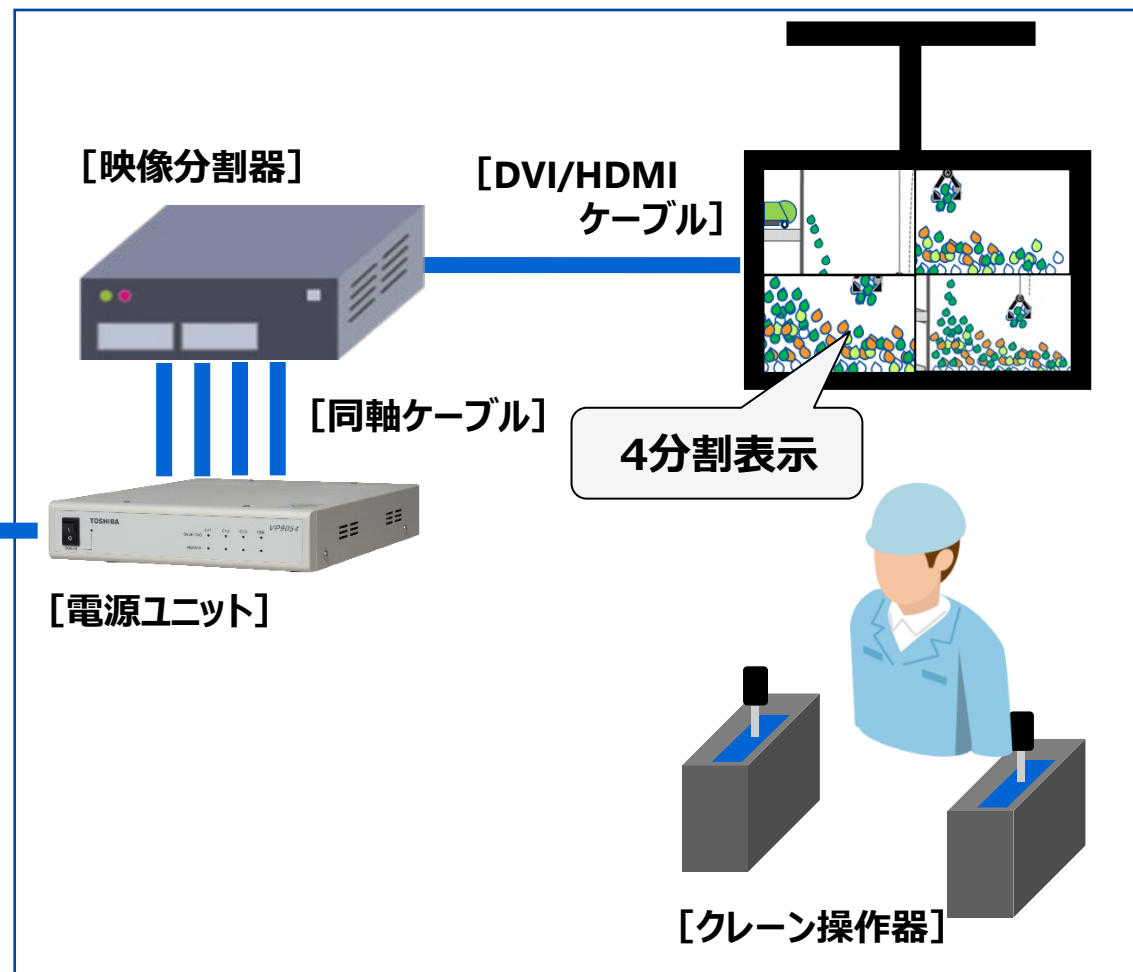 ［映像分割器］
［DVI/HDMI
ケーブル］
［同軸ケーブル］
4分割表示
TOSHIBA
VP9054
［電源ユニット］
［クレーン操作器］